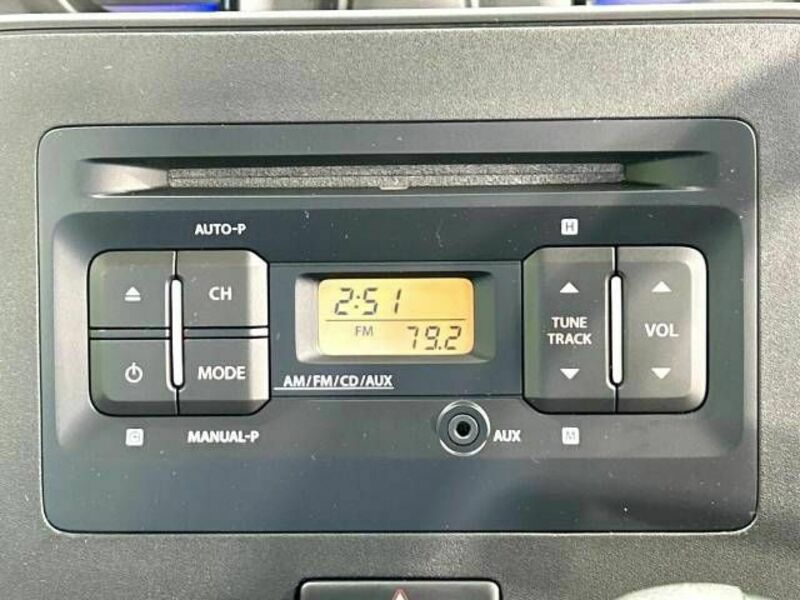 AUTO-P
H
CH
2:51
FM 79.2
TUNE
TRACK
VOL
MODE
AM/FM/CD/AUX
C
MANUAL-P
AUX
M